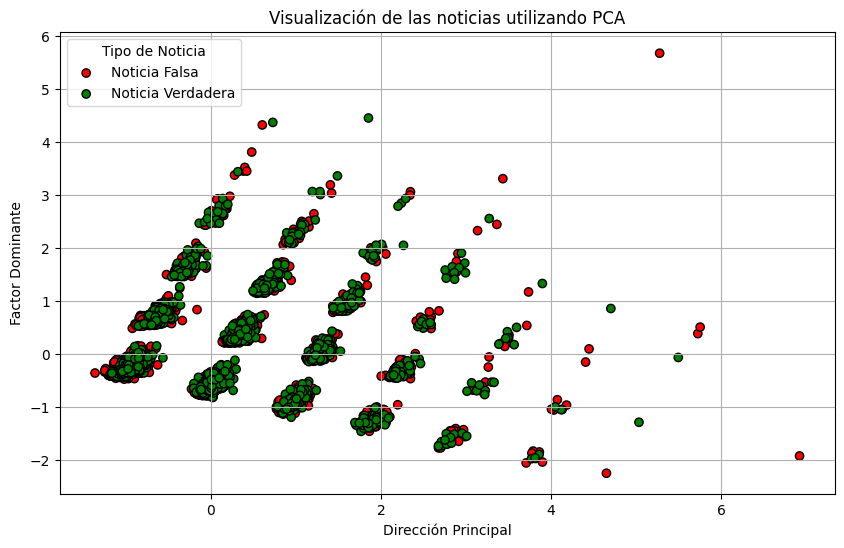 Visualización de las noticias utilizando PCA
Tipo de Noticia
Noticia Falsa
Noticia Verdadera
Factor Dominante
6
5
4
3
2
1
0
−1
−2
0
2
4
6
Dirección Principal